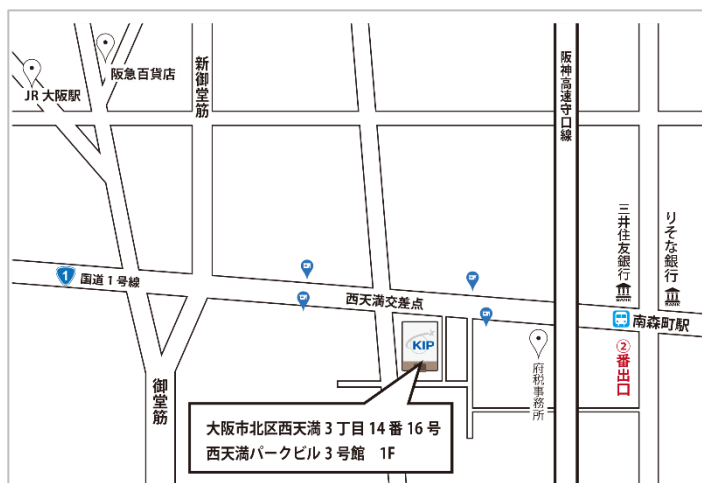 阪急百貨店
JR 大阪駅
新御堂筋
阪神高速守口線
三井住友銀行
りそな銀行
1
国道 1 号線
西天満交差点
南森町駅
②番出口
KIP
府税事務所
御堂筋
大阪市北区西天満 3 丁目 14 番 16 号
西天満パークビル 3 号館 1F